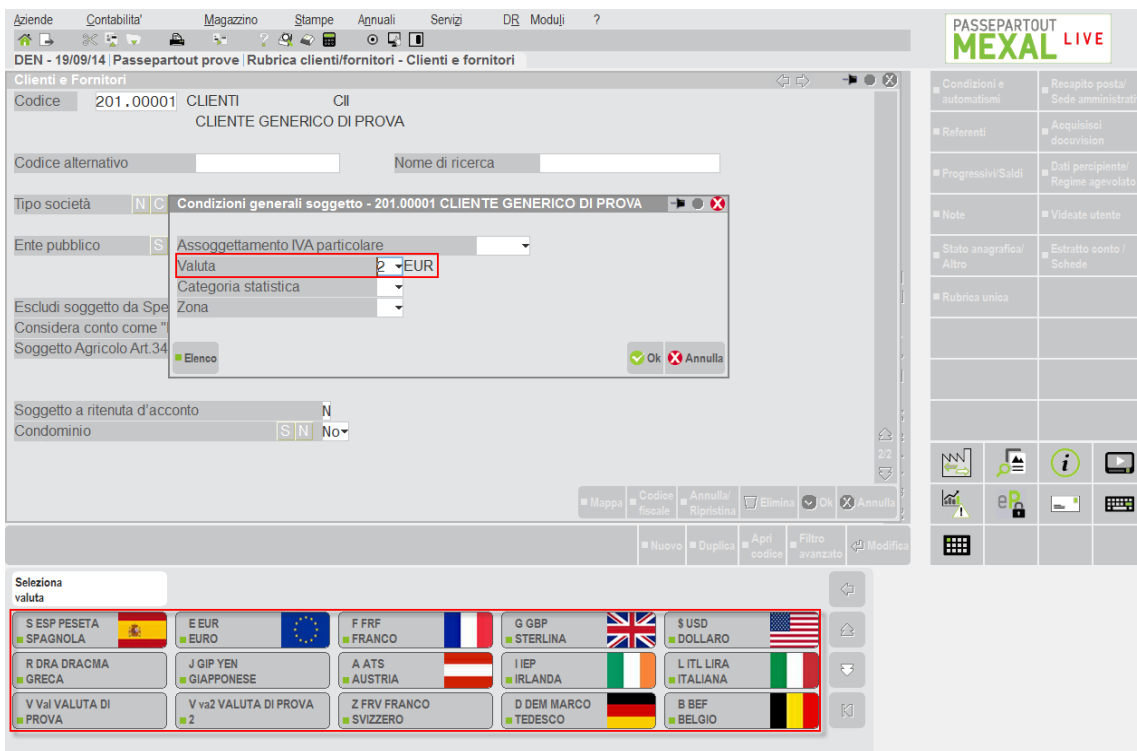 Aziende Contabilita' Magazzino Stampe Annuali Servizi DR Moduli ?
PASSEPARTOUT
MEXAL LIVE
DEN - 19/09/14 Passepartout prove Rubrica clienti/fornitori - Clienti e fornitori
Clienti e Fornitori
Codice 201.00001 CLIENTI CII
CLIENTE GENERICO DI PROVA
Codice alternativo Nome di ricerca
Tipo società N C
Condizioni generali soggetto - 201.00001 CLIENTE GENERICO DI PROVA
Ente pubblico S
Assoggettamento IVA particolare
Valuta 2 EUR
Categoria statistica
Zona
Elenco Ok Annulla
Escludi soggetto da Spe
Considera conto come "
Soggetto Agricolo Art.34
Soggetto a ritenuta d'acconto N
Condominio S N No
2/2
Mappa Codice fiscale Annulla/ Ripristina Elimina Ok Annulla
Nuovo Duplica Apri codice Filtro avanzato Modifica
Condizioni e automatismi
Recapito posta/ Sede amministrati
Referenti
Acquisisci docuvision
Progressivi/Saldi
Dati percipiente/ Regime agevolato
Note
Videate utente
Stato anagrafica/ Altro
Estratto conto / Schede
Rubrica unica
Seleziona
valuta
S ESP PESETA SPAGNOLA
E EUR EURO
F FRF FRANCO
G GBP STERLINA
$ USD DOLLARO
R DRA DRACMA GRECA
J GIP YEN GIAPPONESE
A ATS AUSTRIA
I IEP IRLANDA
L ITL LIRA ITALIANA
V Val VALUTA DI PROVA
V va2 VALUTA DI PROVA 2
Z FRV FRANCO SVIZZERO
D DEM MARCO TEDESCO
B BEF BELGIO